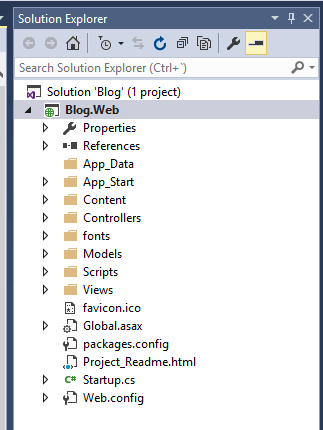 Solution Explorer
Search Solution Explorer (Ctrl+`)
Solution 'Blog' (1 project)
Blog.Web
Properties
References
App_Data
App_Start
Content
Controllers
fonts
Models
Scripts
Views
favicon.ico
Global.asax
packages.config
Project_Readme.html
C# Startup.cs
Web.config